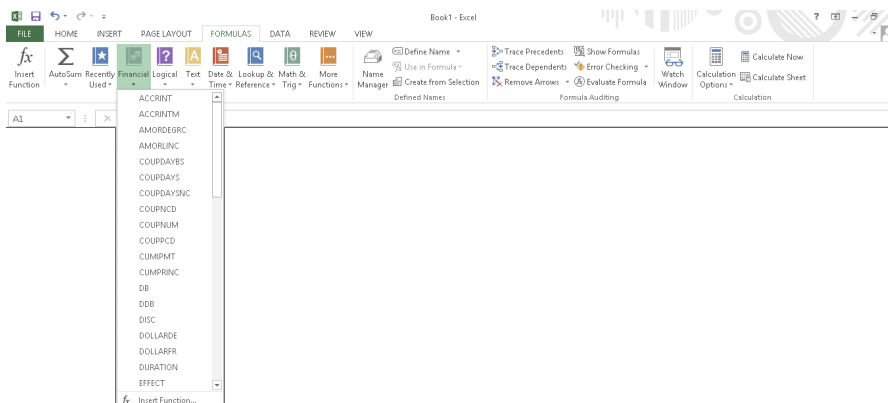 Book1 - Excel
FILE HOME INSERT PAGE LAYOUT FORMULAS DATA REVIEW VIEW
fx Insert Function
AutoSum
Recently Used
Financial
Logical
Text
Date & Time
Lookup & Reference
Math & Trig
More Functions
Name Manager
Define Name
Use in Formula
Create from Selection
Defined Names
Trace Precedents
Trace Dependents
Remove Arrows
Show Formulas
Error Checking
Evaluate Formula
Formula Auditing
Watch Window
Calculation Options
Calculate Now
Calculate Sheet
Calculation
A1
ACCRINT
ACCRINTM
AMORDEGRC
AMORLINC
COUPDAYBS
COUPDAYS
COUPDAYSNC
COUPNCD
COUPNUM
COUPPCD
CUMIPMT
CUMPRINC
DB
DDB
DISC
DOLLARDE
DOLLARFR
DURATION
EFFECT
fx Insert Function...